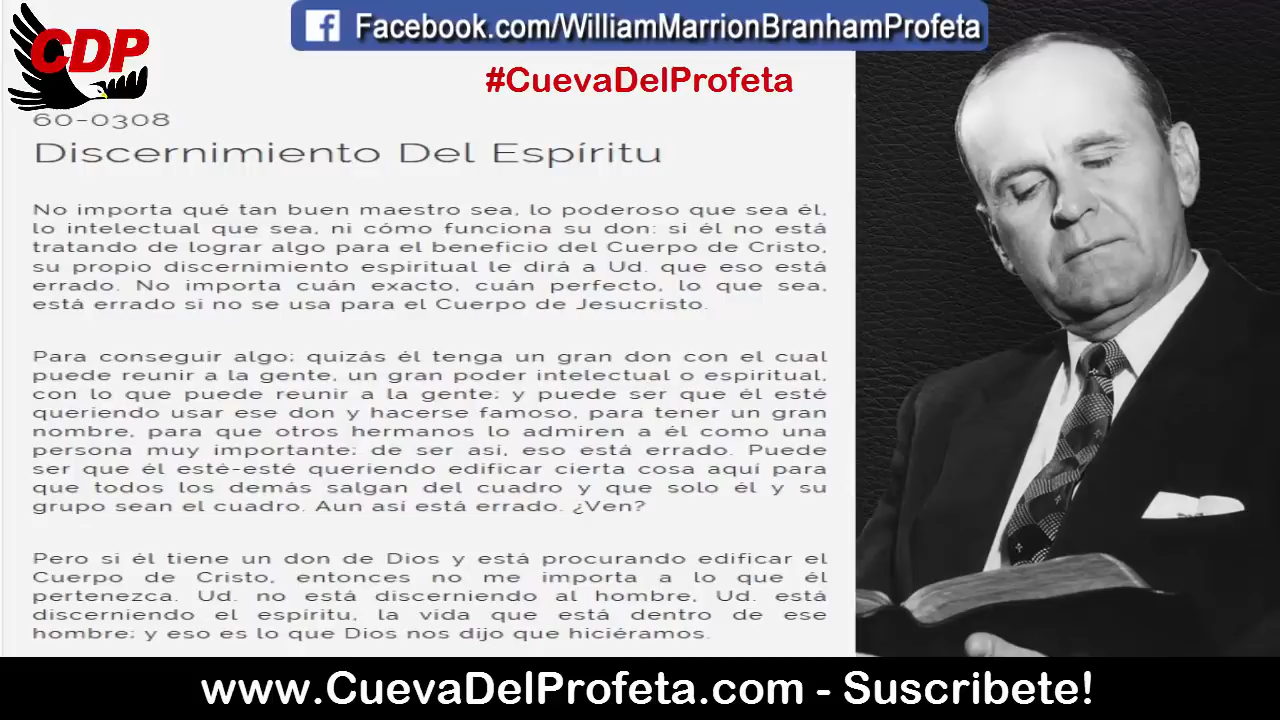 CDP
Facebook.com/WilliamMarrionBranhamProfeta
#CuevaDelProfeta
60-0308
Discernimiento Del Espíritu
No importa qué tan buen maestro sea, lo poderoso que sea él,
lo intelectual que sea, ni cómo funciona su don: si él no está
tratando de lograr algo para el beneficio del Cuerpo de Cristo,
su propio discernimiento espiritual le dirá a Ud. que eso está
errado. No importa cuán exacto, cuán perfecto, lo que sea,
está errado si no se usa para el Cuerpo de Jesucristo.
Para conseguir algo; quizás él tenga un gran don con el cual
puede reunir a la gente, un gran poder intelectual o espiritual,
con lo que puede reunir a la gente; y puede ser que él esté
queriendo usar ese don y hacerse famoso, para tener un gran
nombre, para que otros hermanos lo admiren a él como una
persona muy importante; de ser así, eso está errado. Puede
ser que él esté-esté queriendo edificar cierta cosa aquí para
que todos los demás salgan del cuadro y que solo él y su
grupo sean el cuadro. Aun así está errado. ¿Ven?
Pero si él tiene un don de Dios y está procurando edificar el
Cuerpo de Cristo, entonces no me importa a lo que él
pertenezca. Ud. no está discerniendo al hombre, Ud. está
discerniendo el espíritu, la vida que está dentro de ese
hombre; y eso es lo que Dios nos dijo que hiciéramos.
www.CuevaDelProfeta.com - Suscribete!